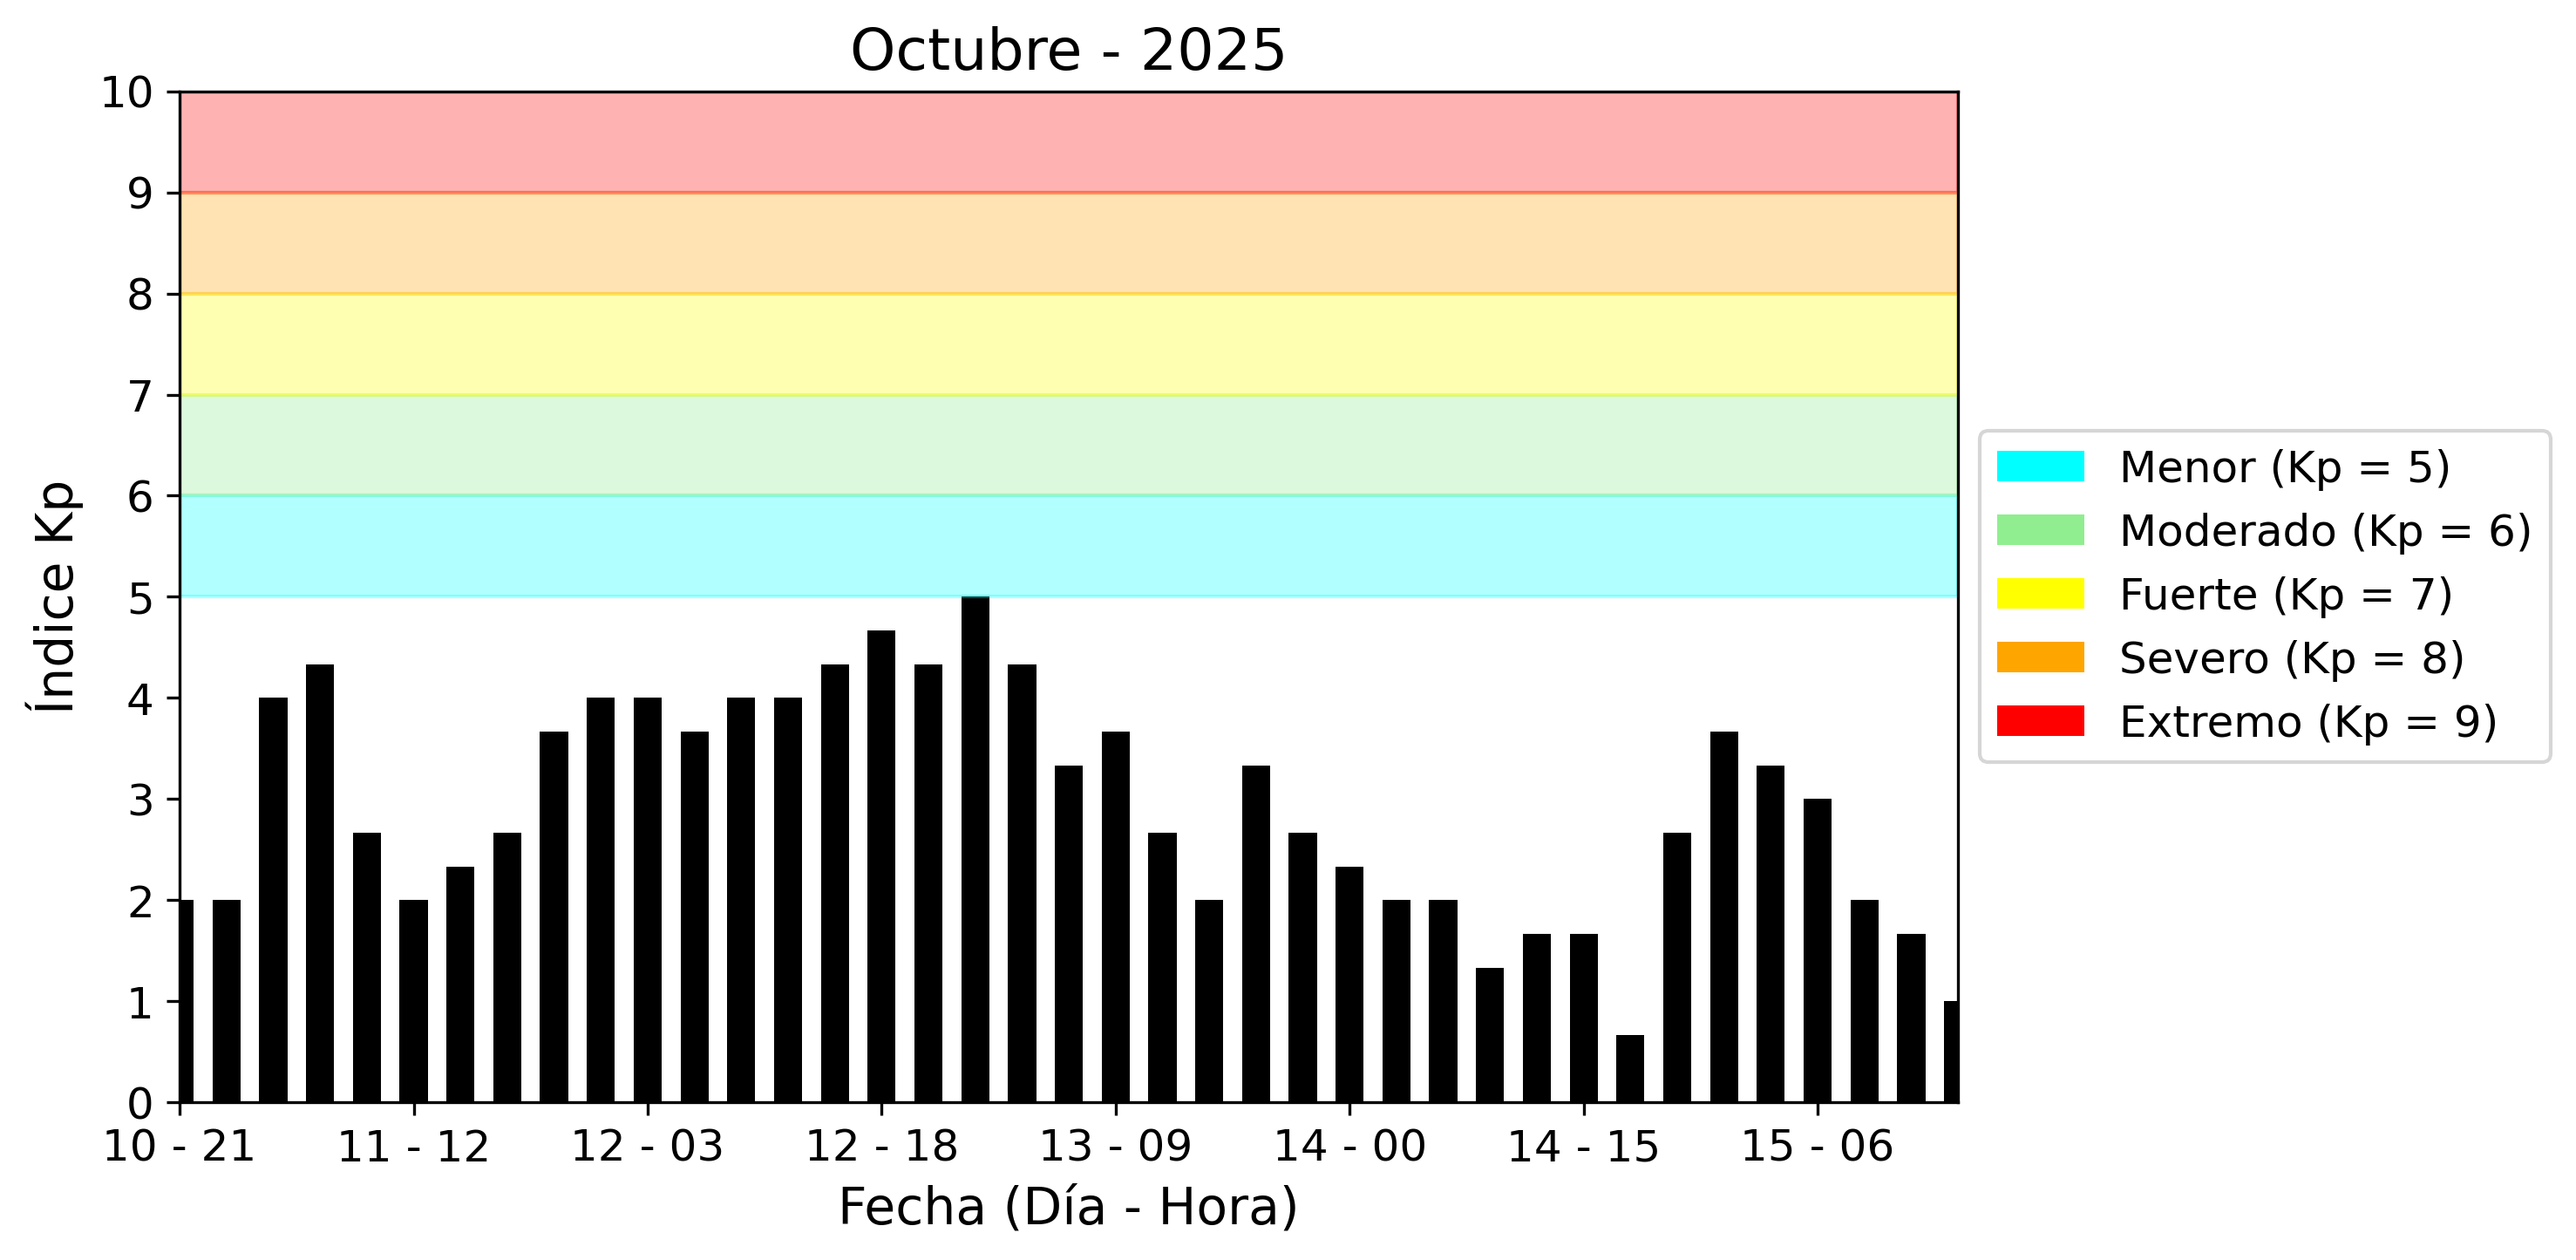 Octubre - 2025
Índice Kp
10
9
8
7
6
5
4
3
2
1
0
10 - 21
11 - 12
12 - 03
12 - 18
13 - 09
14 - 00
14 - 15
15 - 06
Fecha (Día - Hora)
Menor (Kp = 5)
Moderado (Kp = 6)
Fuerte (Kp = 7)
Severo (Kp = 8)
Extremo (Kp = 9)